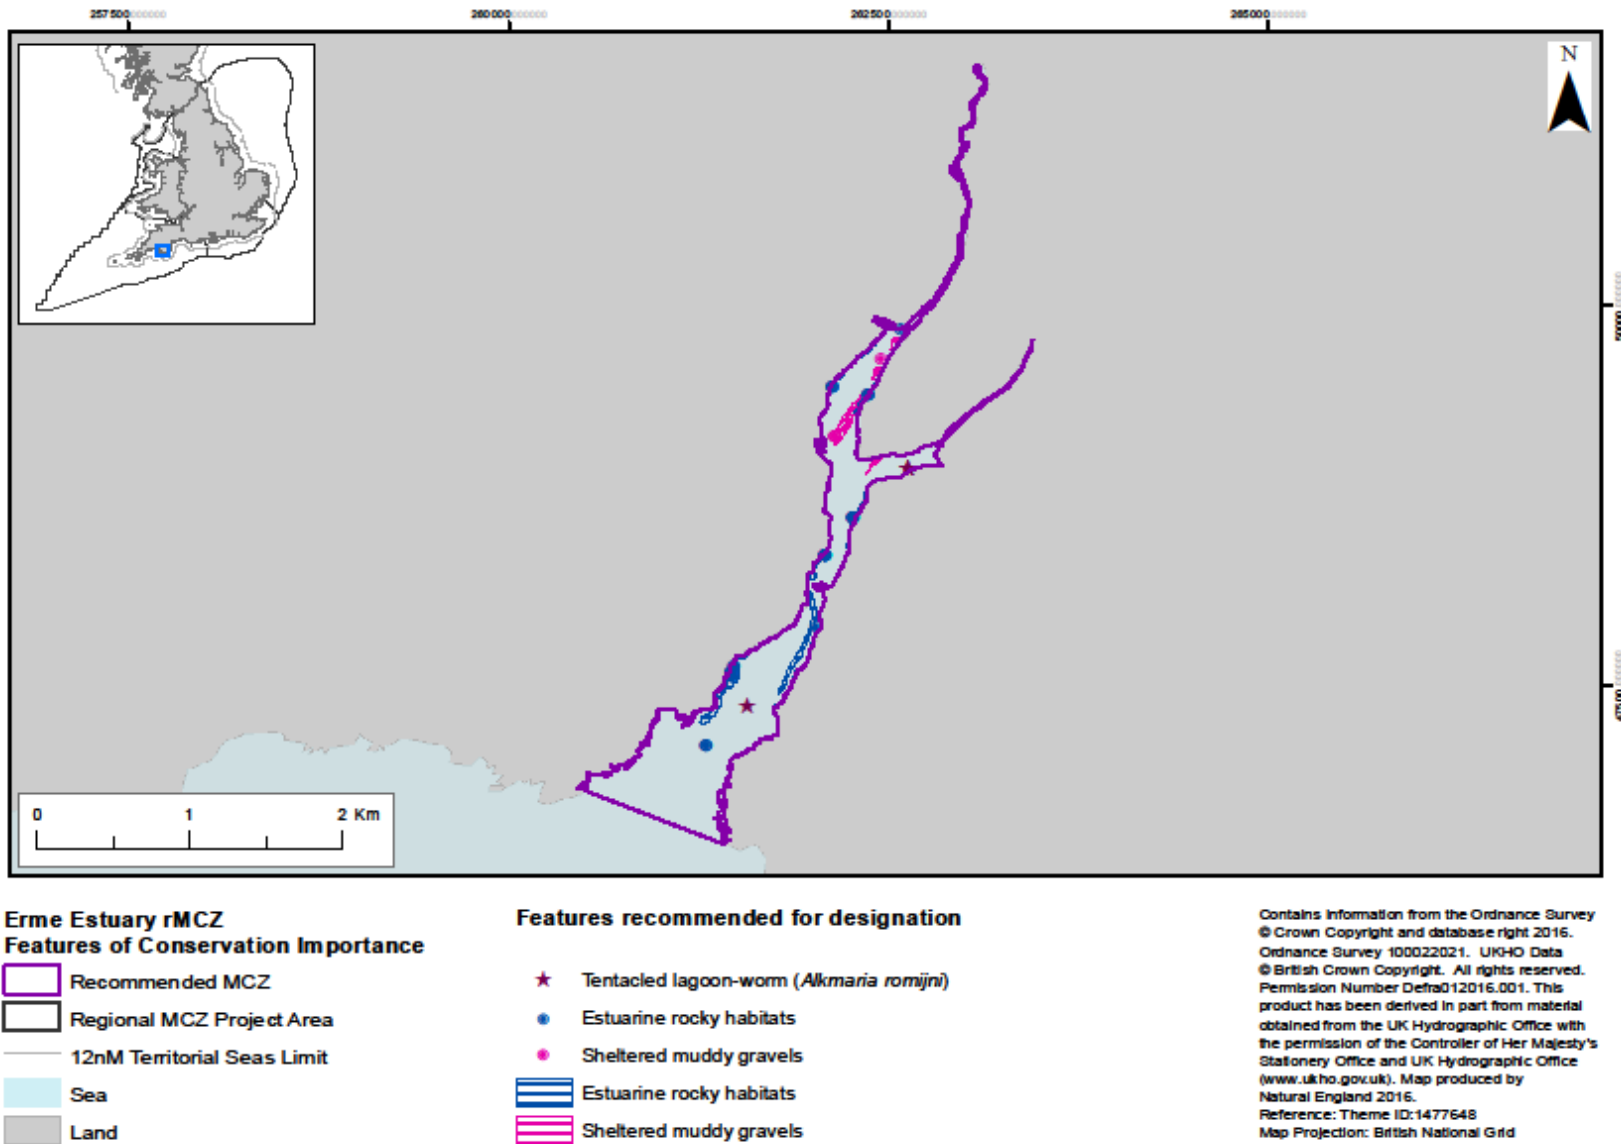 257500000000
260000000000
262500000000
265000000000
N
50000
47500
0 1 2 Km
Erme Estuary rMCZ
Features of Conservation Importance
Recommended MCZ
Regional MCZ Project Area
12nM Territorial Seas Limit
Sea
Land
Features recommended for designation
Tentacled lagoon-worm (Alkmaria romijni)
Estuarine rocky habitats
Sheltered muddy gravels
Estuarine rocky habitats
Sheltered muddy gravels
Contains information from the Ordnance Survey
© Crown Copyright and database right 2016.
Ordnance Survey 100022021. UKHO Data
© British Crown Copyright. All rights reserved.
Permission Number Defra012016.001. This
product has been derived in part from material
obtained from the UK Hydrographic Office with
the permission of the Controller of Her Majesty's
Stationery Office and UK Hydrographic Office
(www.ukho.gov.uk). Map produced by
Natural England 2016.
Reference: Theme ID:1477648
Map Projection: British National Grid